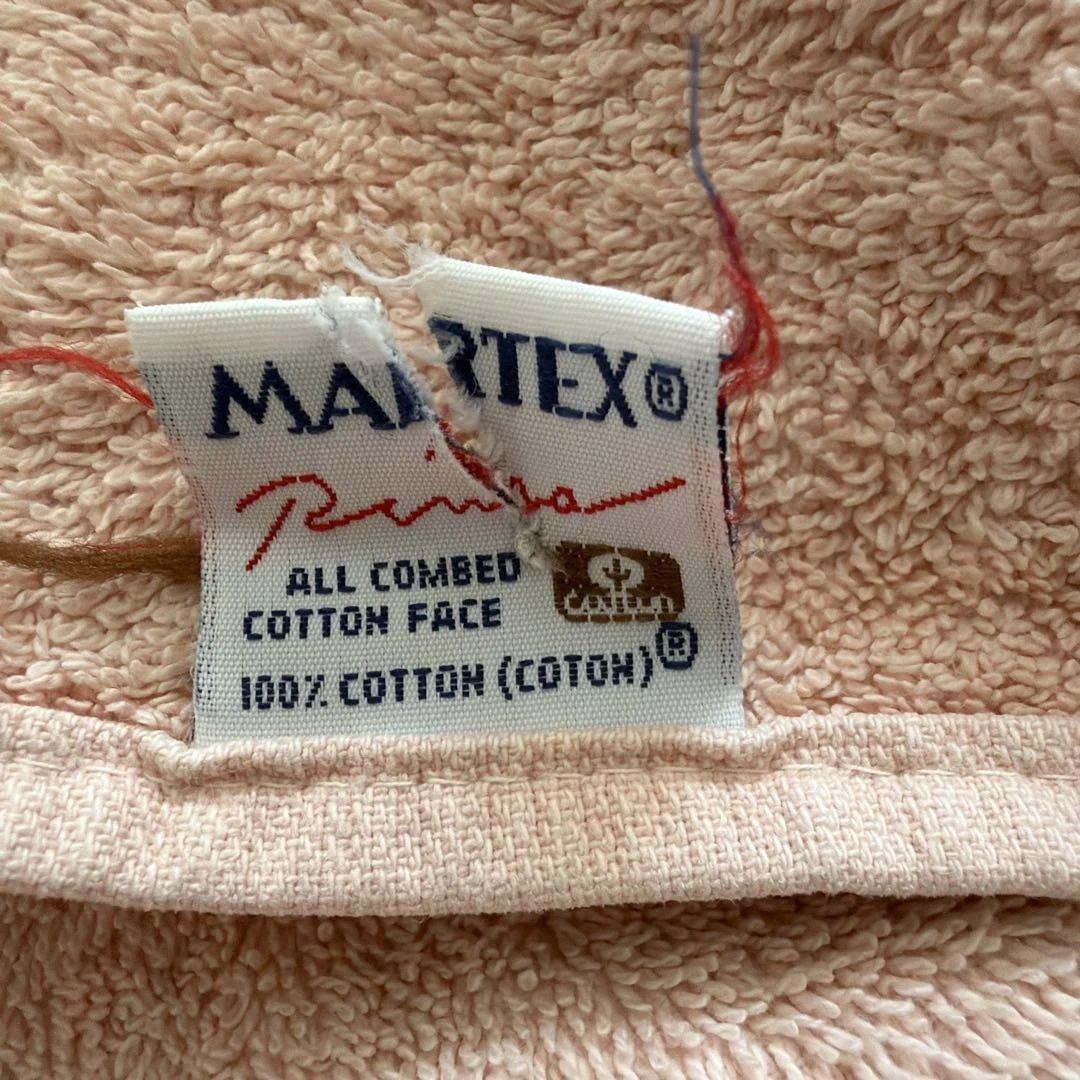 MARTEX®
ALL COMBED
COTTON FACE
100% COTTON (COTON)
®